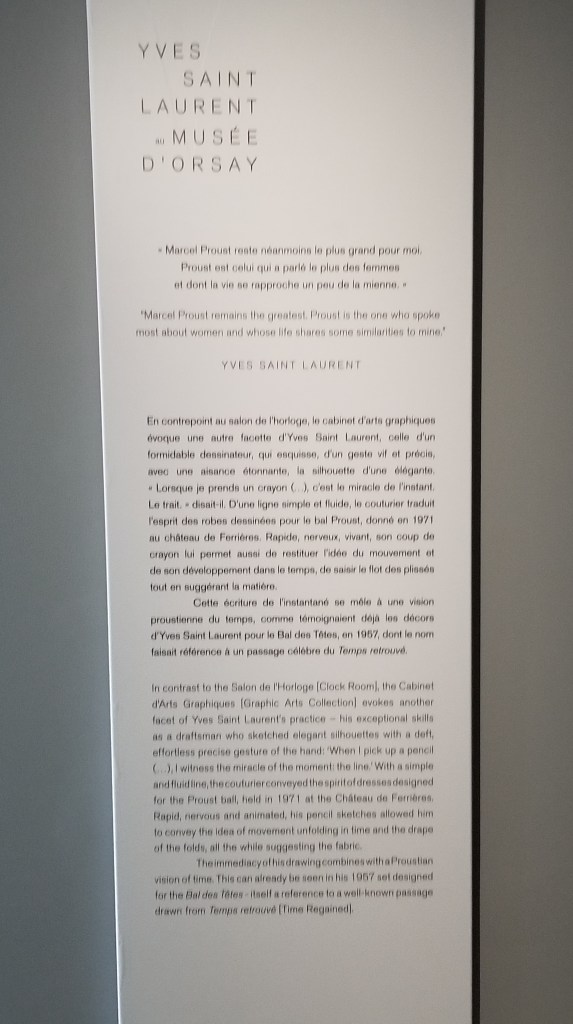 YVES
SAINT
LAURENT
au MUSÉE
D'ORSAY
« Marcel Proust reste néanmoins le plus grand pour moi.
Proust est celui qui a parlé le plus des femmes
et dont la vie se rapproche un peu de la mienne. »
"Marcel Proust remains the greatest. Proust is the one who spoke
most about women and whose life shares some similarities to mine."
YVES SAINT LAURENT
En contrepoint au salon de l'horloge, le cabinet d'arts graphiques
évoque une autre facette d'Yves Saint Laurent, celle d'un
formidable dessinateur, qui esquisse, d'un geste vif et précis,
avec une aisance étonnante, la silhouette d'une élégante.
« Lorsque je prends un crayon (...), c'est le miracle de l'instant.
Le trait. » disait-il. D'une ligne simple et fluide, le couturier traduit
l'esprit des robes dessinées pour le bal Proust, donné en 1971
au château de Ferrières. Rapide, nerveux, vivant, son coup de
crayon lui permet aussi de restituer l'idée du mouvement et
de son développement dans le temps, de saisir le flot des plissés
tout en suggérant la matière.
Cette écriture de l'instantané se mêle à une vision
proustienne du temps, comme témoignaient déjà les décors
d'Yves Saint Laurent pour le Bal des Têtes, en 1957, dont le nom
faisait référence à un passage célèbre du Temps retrouvé.
In contrast to the Salon de l'Horloge [Clock Room], the Cabinet
d'Arts Graphiques [Graphic Arts Collection] evokes another
facet of Yves Saint Laurent's practice – his exceptional skills
as a draftsman who sketched elegant silhouettes with a deft,
effortless precise gesture of the hand: 'When I pick up a pencil
(...), I witness the miracle of the moment: the line.' With a simple
and fluid line, the couturier conveyed the spirit of dresses designed
for the Proust ball, held in 1971 at the Château de Ferrières.
Rapid, nervous and animated, his pencil sketches allowed him
to convey the idea of movement unfolding in time and the drape
of the folds, all the while suggesting the fabric.
The immediacy of his drawing combines with a Proustian
vision of time. This can already be seen in his 1957 set designed
for the Bal des Têtes - itself a reference to a well-known passage
drawn from Temps retrouvé [Time Regained].